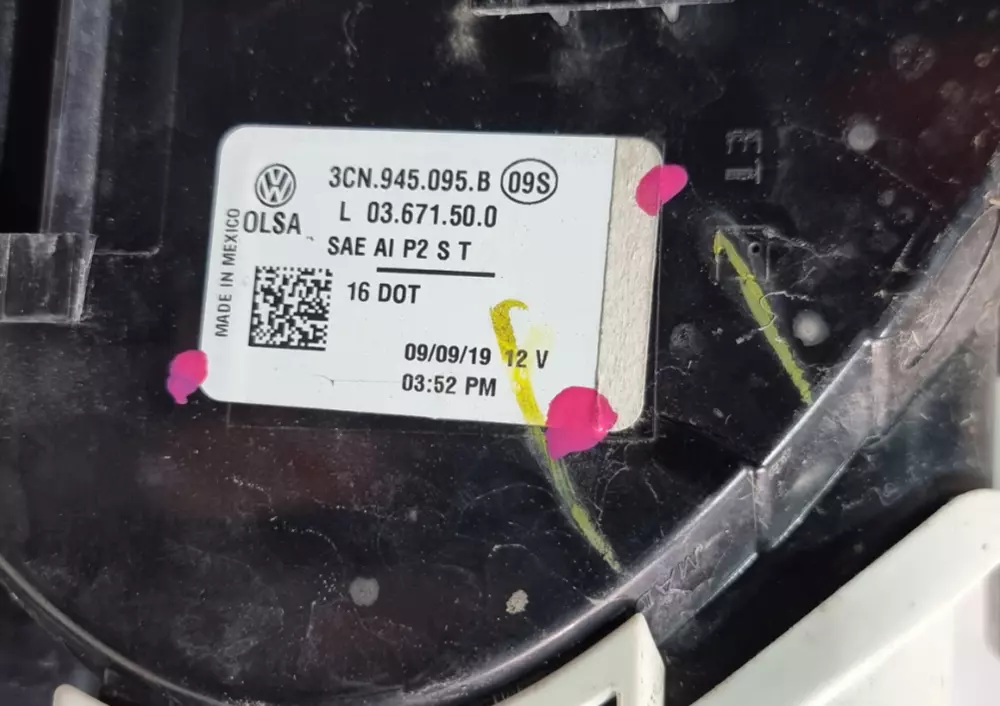 3CN.945.095.B 09S
OLSA L 03.671.50.0
SAE AI P2 S T
MADE IN MEXICO
16 DOT
09/09/19 12 V
03:52 PM